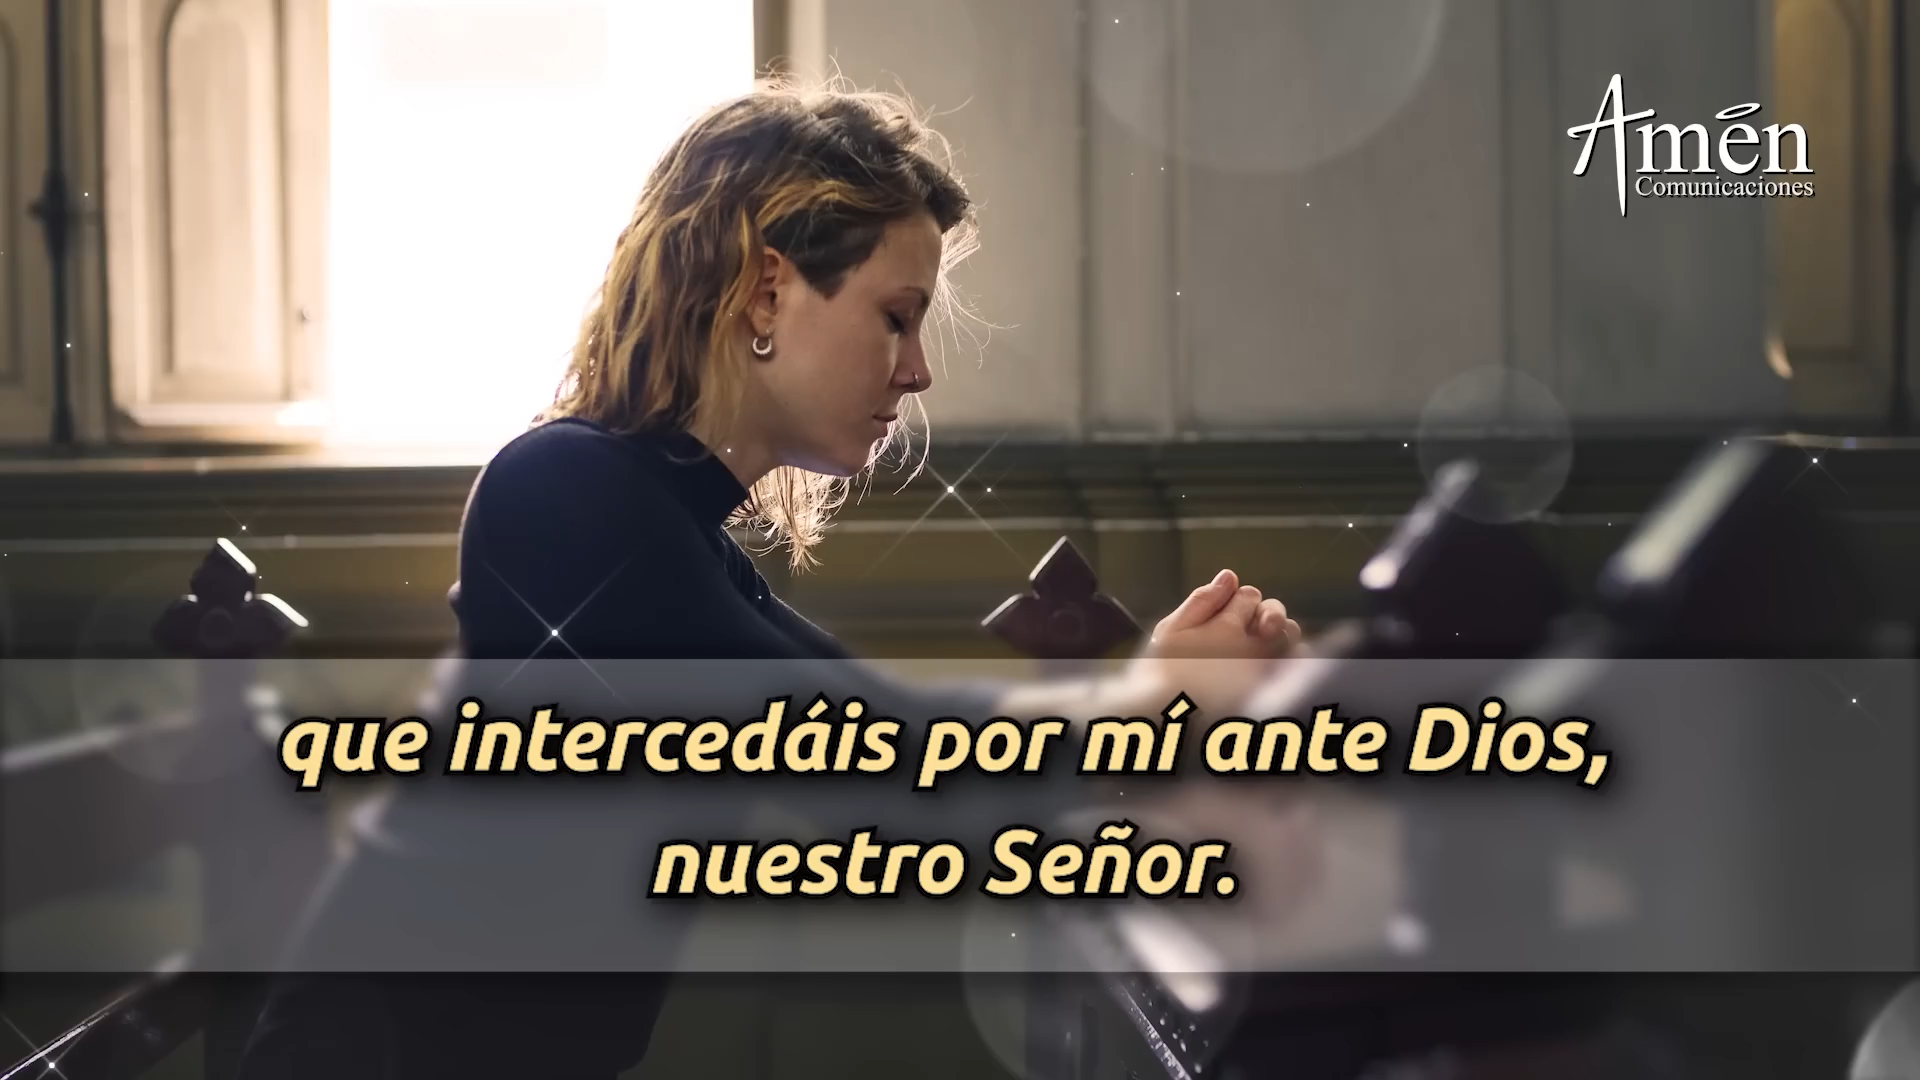 Amén
Comunicaciones
que intercedáis por mí ante Dios,
nuestro Señor.